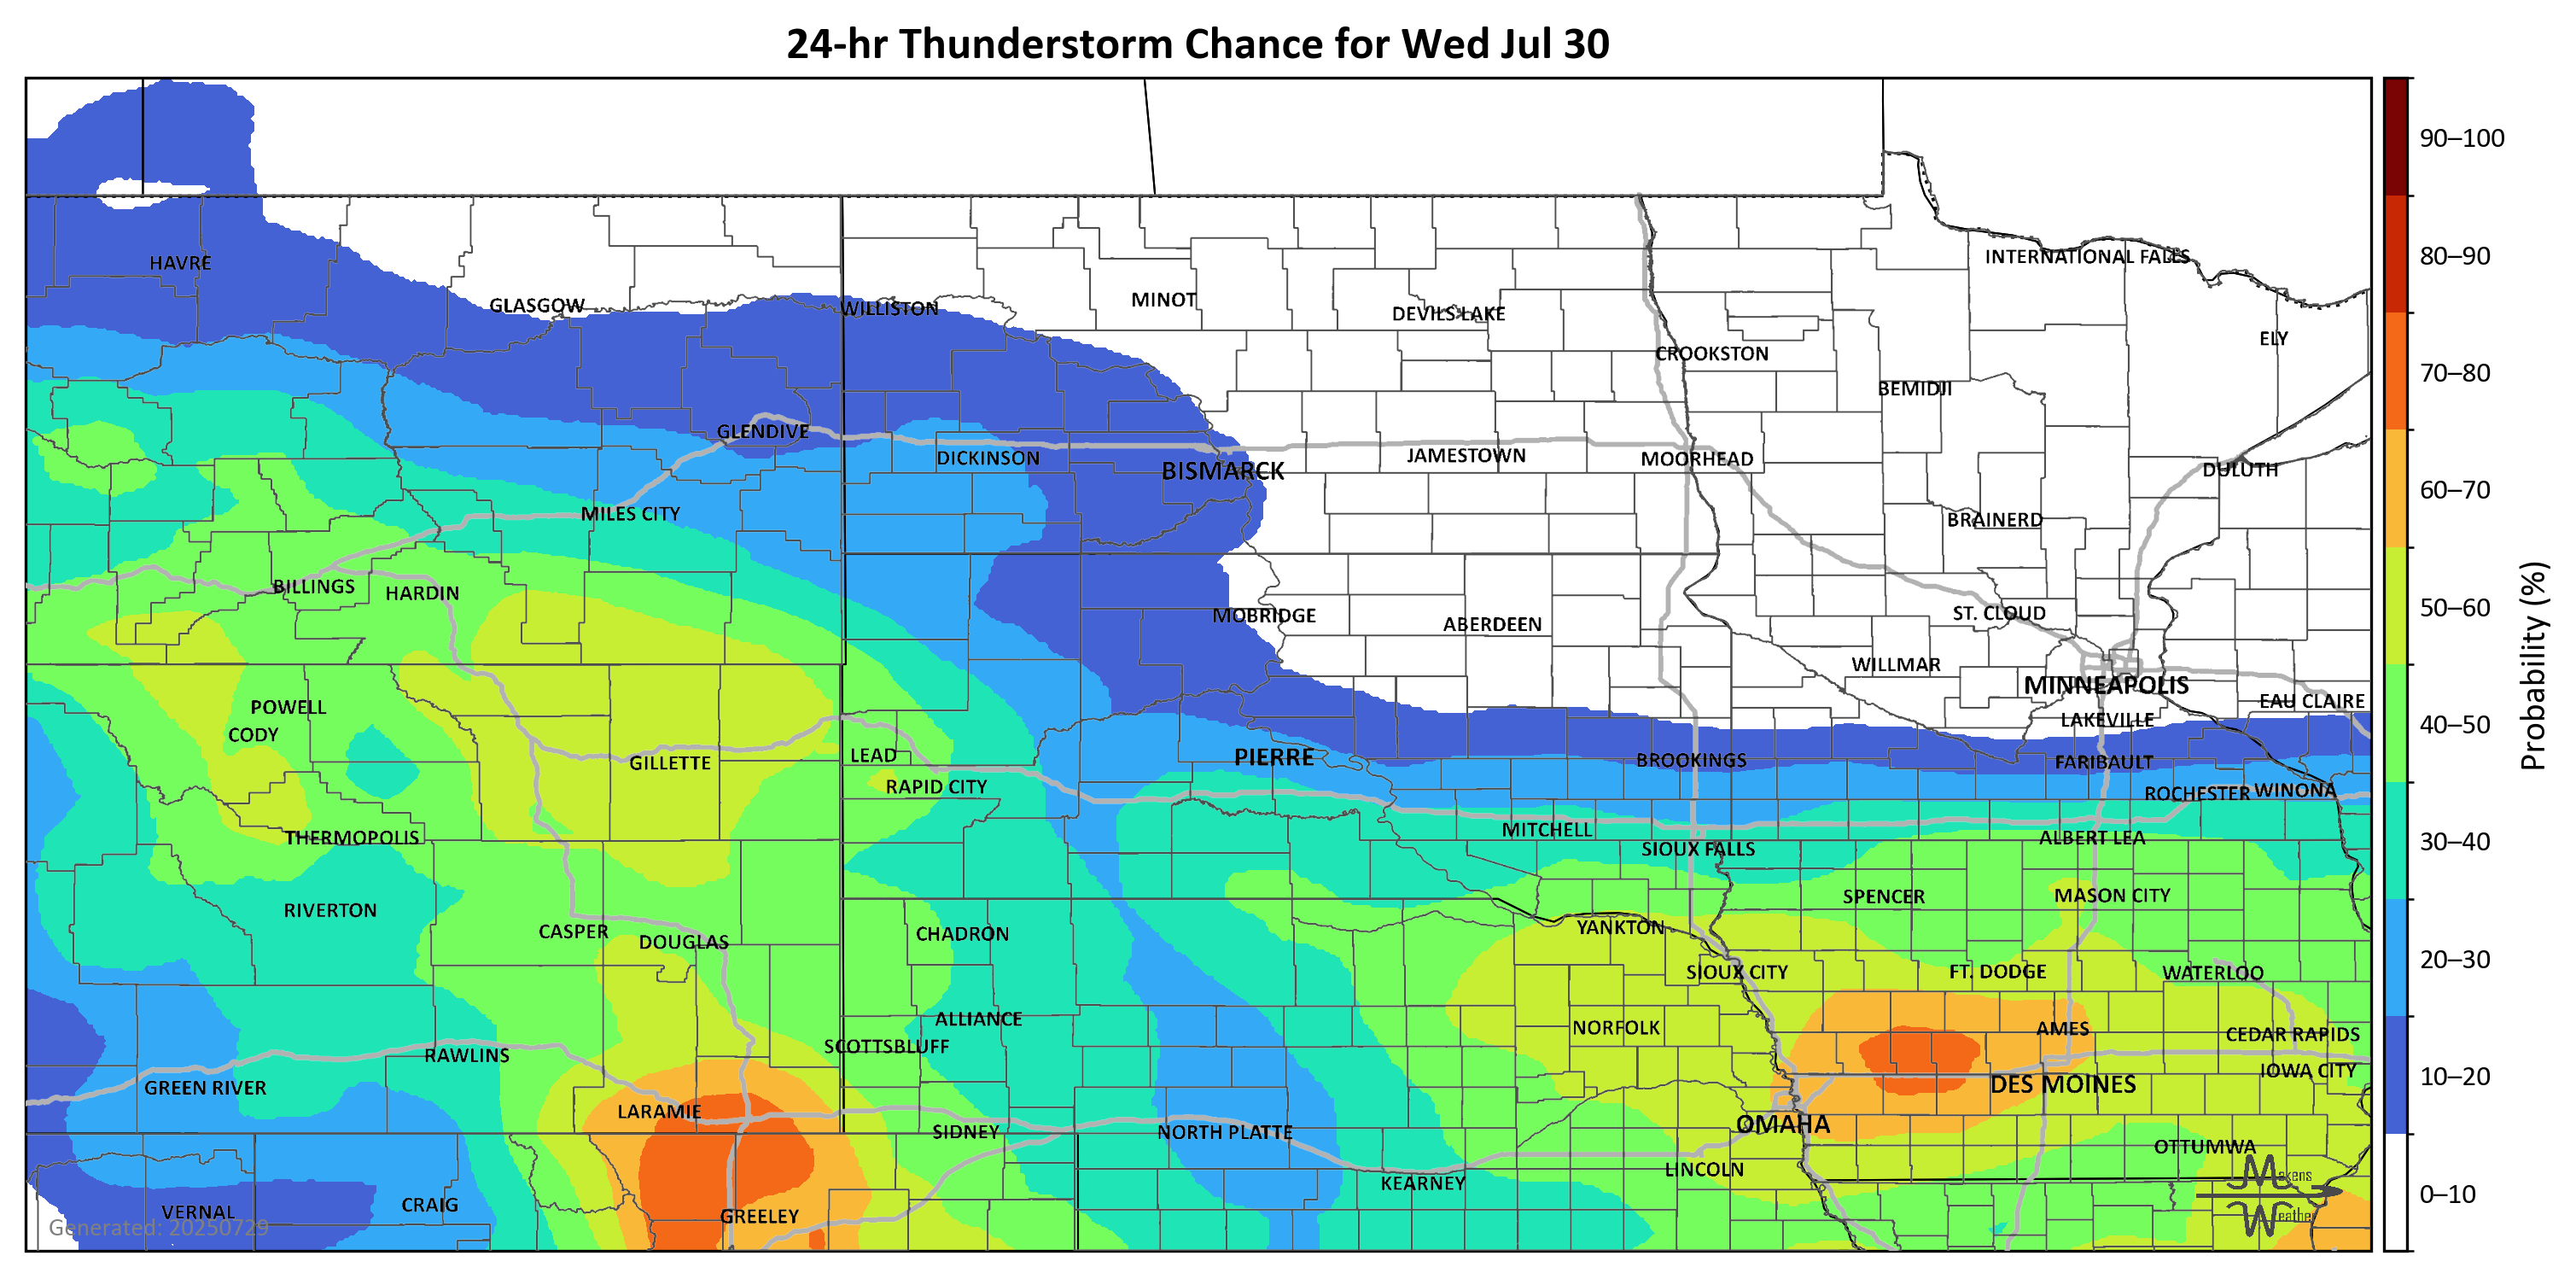 24-hr Thunderstorm Chance for Wed Jul 30
90–100
80–90
70–80
60–70
50–60
40–50
30–40
20–30
10–20
0–10
Probability (%)
HAVRE
INTERNATIONAL FALLS
GLASGOW
WILLISTON
MINOT
DEVILS LAKE
ELY
CROOKSTON
BEMIDJI
GLENDIVE
DICKINSON
BISMARCK
JAMESTOWN
MOORHEAD
DULUTH
MILES CITY
BRAINERD
BILLINGS
HARDIN
MOBRIDGE
ABERDEEN
ST. CLOUD
WILLMAR
MINNEAPOLIS
EAU CLAIRE
POWELL
LAKEVILLE
CODY
LEAD
PIERRE
BROOKINGS
FARIBAULT
GILLETTE
RAPID CITY
ROCHESTER
WINONA
THERMOPOLIS
MITCHELL
ALBERT LEA
SIOUX FALLS
RIVERTON
SPENCER
MASON CITY
CASPER
DOUGLAS
CHADRON
YANKTON
SIOUX CITY
FT. DODGE
WATERLOO
ALLIANCE
NORFOLK
AMES
CEDAR RAPIDS
RAWLINS
SCOTTSBLUFF
IOWA CITY
GREEN RIVER
DES MOINES
LARAMIE
SIDNEY
NORTH PLATTE
OMAHA
OTTUMWA
LINCOLN
KEARNEY
CRAIG
VERNAL
GREELEY
Generated: 20250729
Makens
Weather